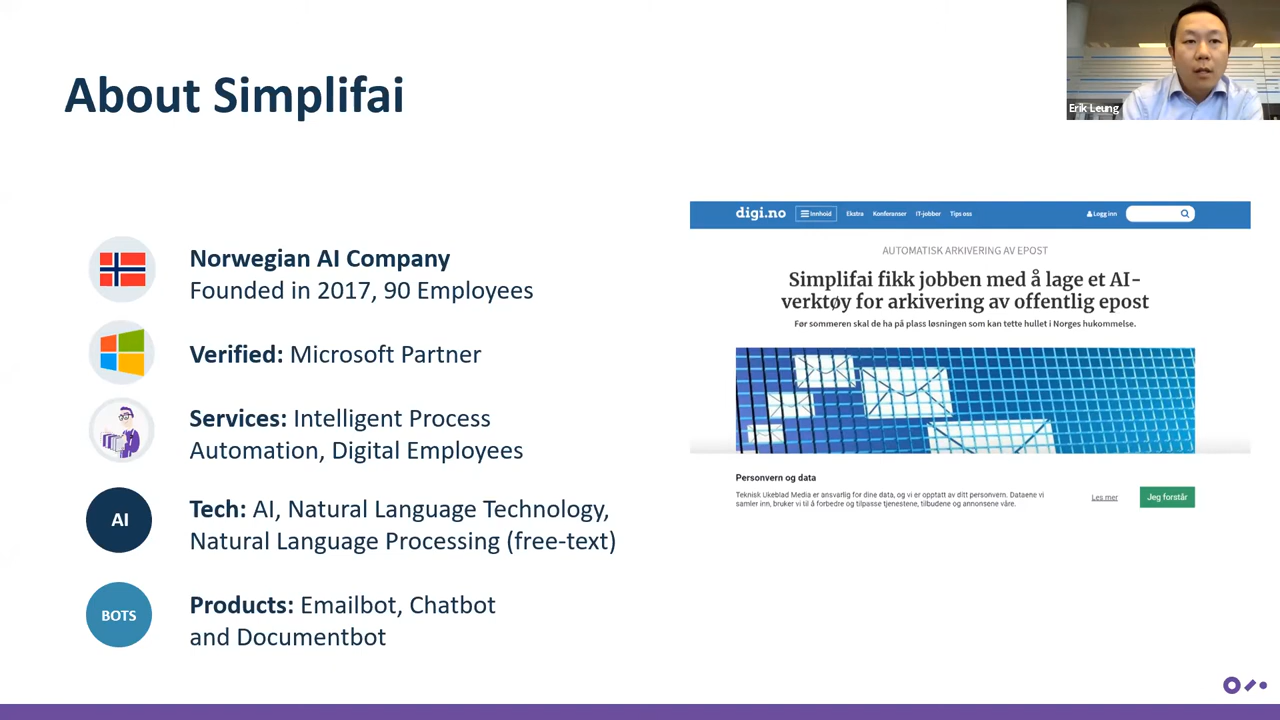 About Simplifai
Erik Leung
Norwegian AI Company
Founded in 2017, 90 Employees
Verified: Microsoft Partner
Services: Intelligent Process
Automation, Digital Employees
AI
Tech: AI, Natural Language Technology,
Natural Language Processing (free-text)
BOTS
Products: Emailbot, Chatbot
and Documentbot
digi.no
Innhold
Ekstra
Konferanser
IT-jobber
Tips oss
Logg inn
AUTOMATISK ARKIVERING AV EPOST
Simplifai fikk jobben med å lage et AI-
verktøy for arkivering av offentlig epost
Før sommeren skal de ha på plass løsningen som kan tette hullet i Norges hukommelse.
Personvern og data
Teknisk Ukeblad Media er ansvarlig for dine data, og vi er opptatt av ditt personvern. Dataene vi
samler inn, bruker vi til å forbedre og tilpasse tjenestene, tilbudene og annonsene våre.
Les mer
Jeg forstår